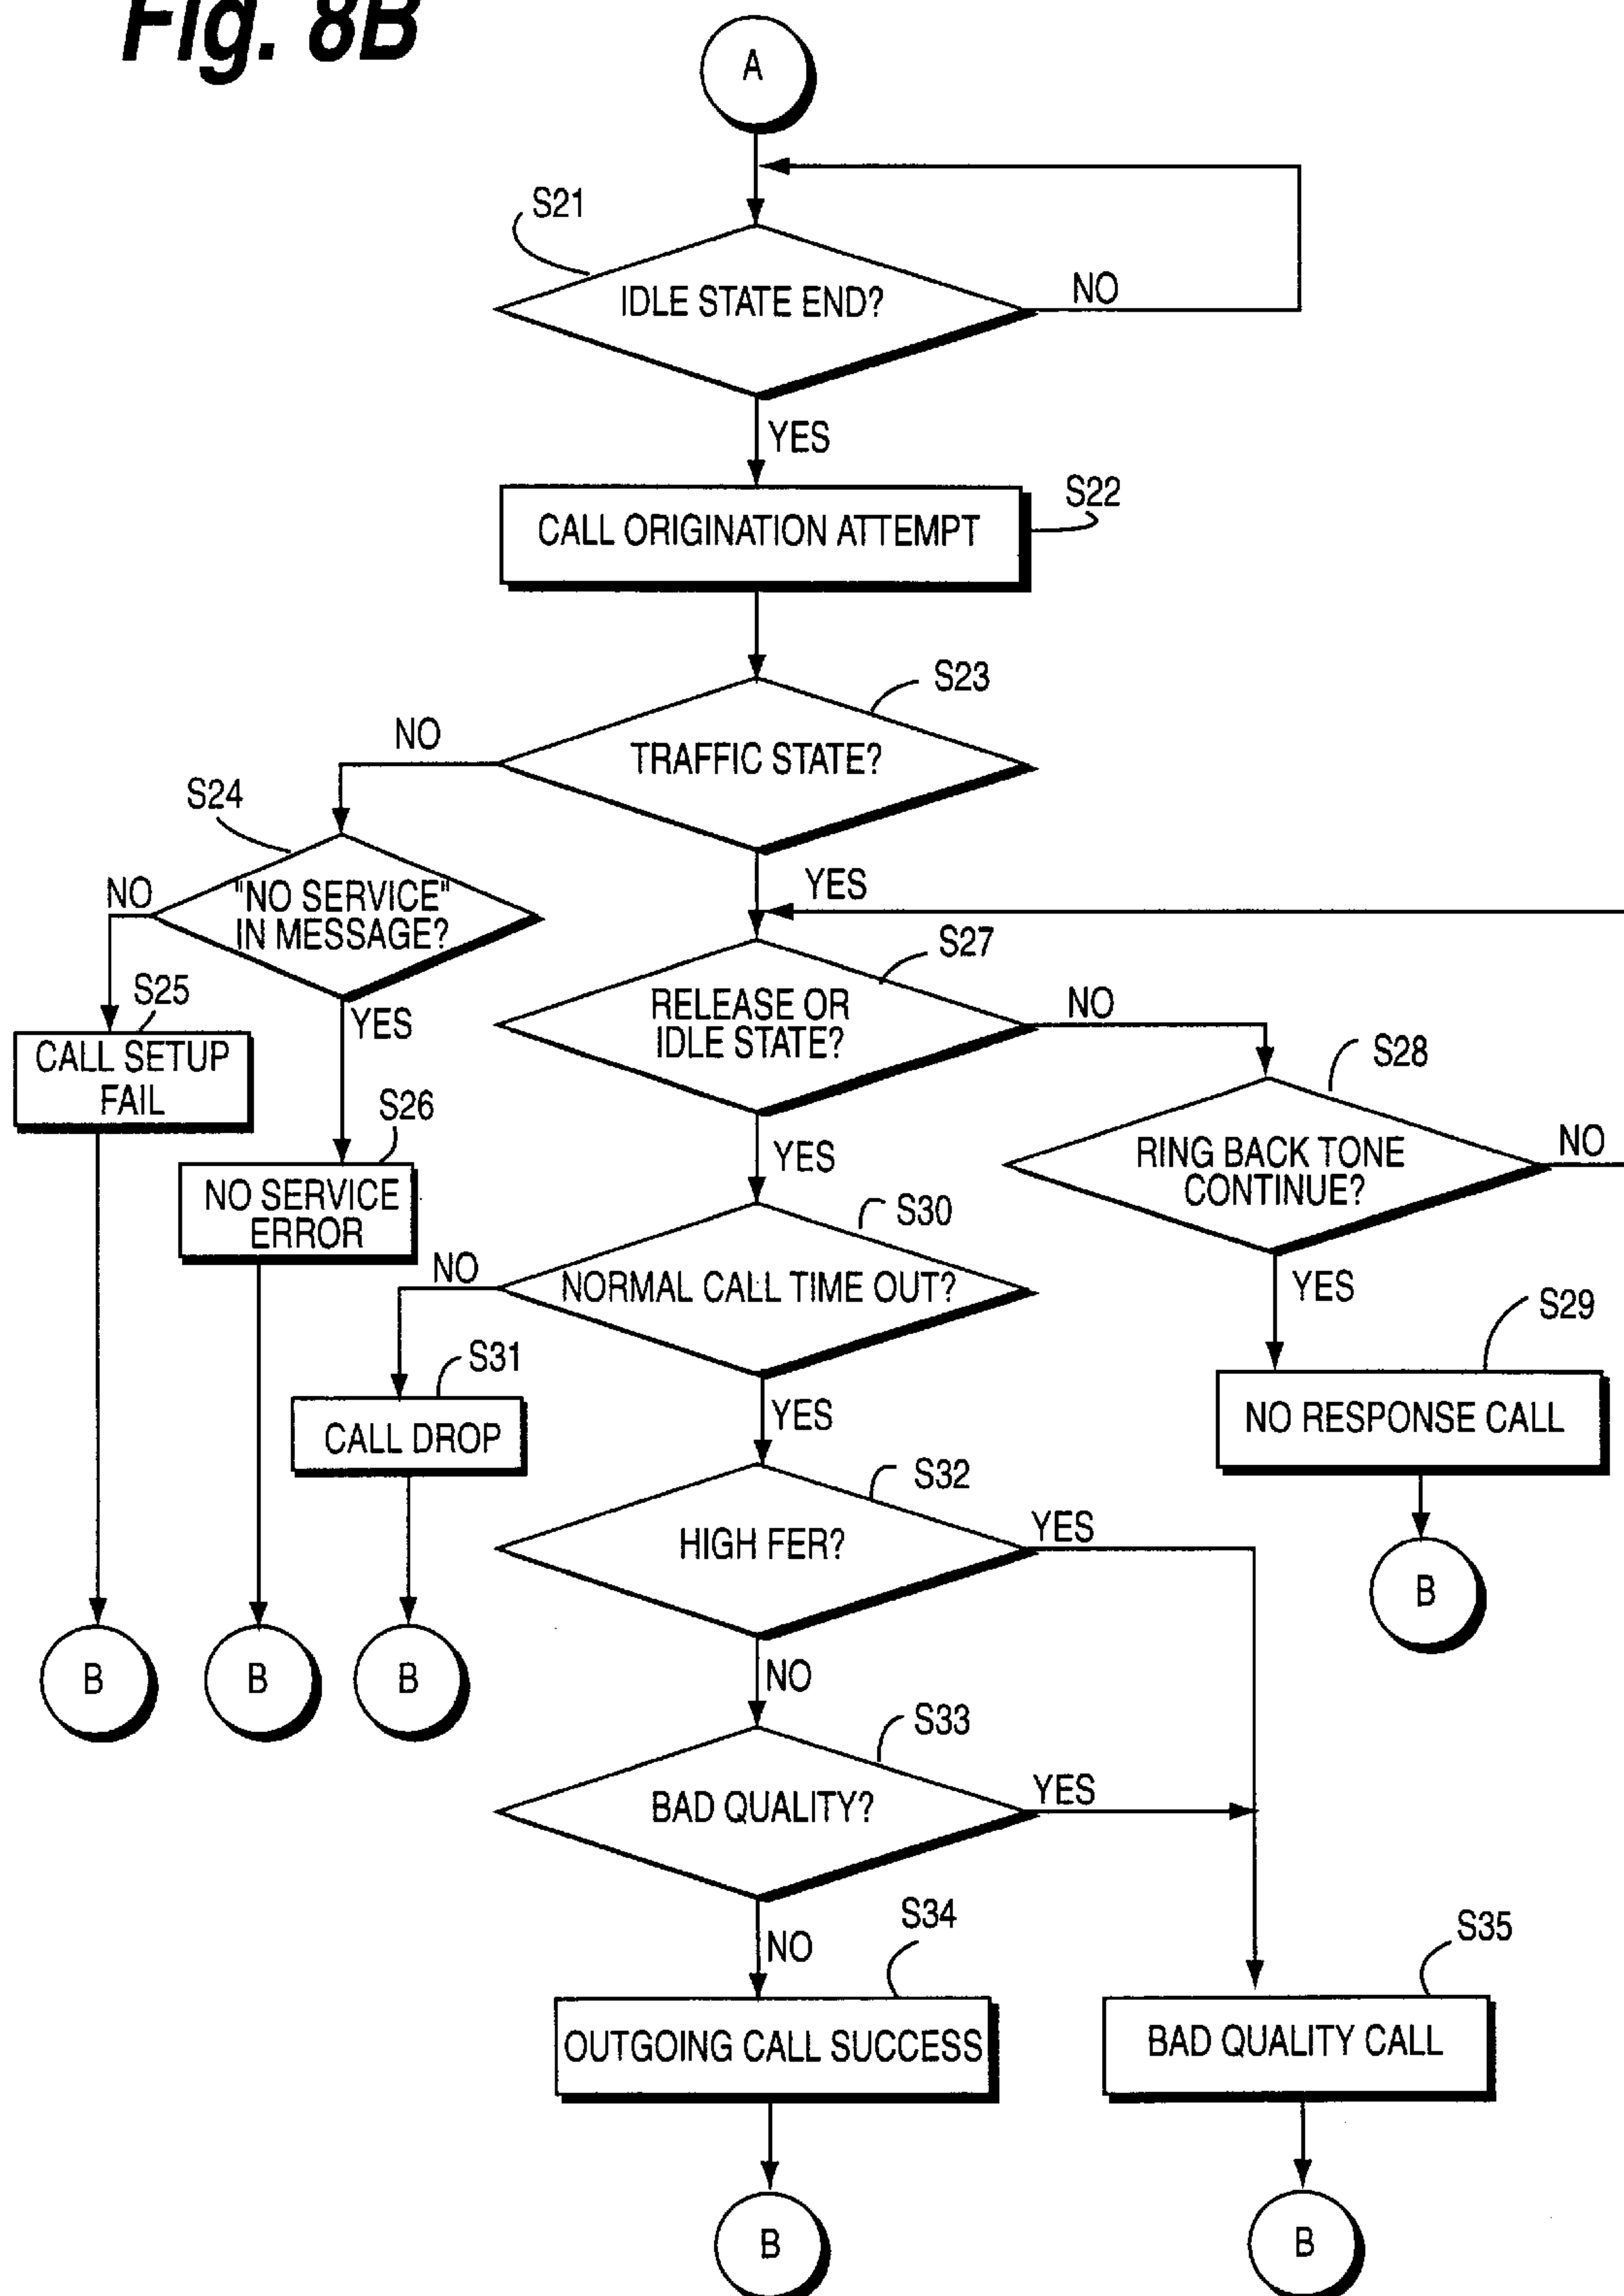 Fig. 8B
A
S21
IDLE STATE END?
NO
YES
S22
CALL ORIGINATION ATTEMPT
S23
NO
TRAFFIC STATE?
S24
YES
NO
"NO SERVICE"
IN MESSAGE?
S27
S25
RELEASE OR
IDLE STATE?
NO
YES
CALL SETUP
FAIL
S28
S26
RING BACK TONE
CONTINUE?
NO
YES
NO SERVICE
ERROR
S30
NO
NORMAL CALL TIME OUT?
YES
S29
S31
YES
NO RESPONSE CALL
CALL DROP
S32
HIGH FER?
YES
B
B
B
B
NO
S33
BAD QUALITY?
YES
S34
S35
NO
OUTGOING CALL SUCCESS
BAD QUALITY CALL
B
B